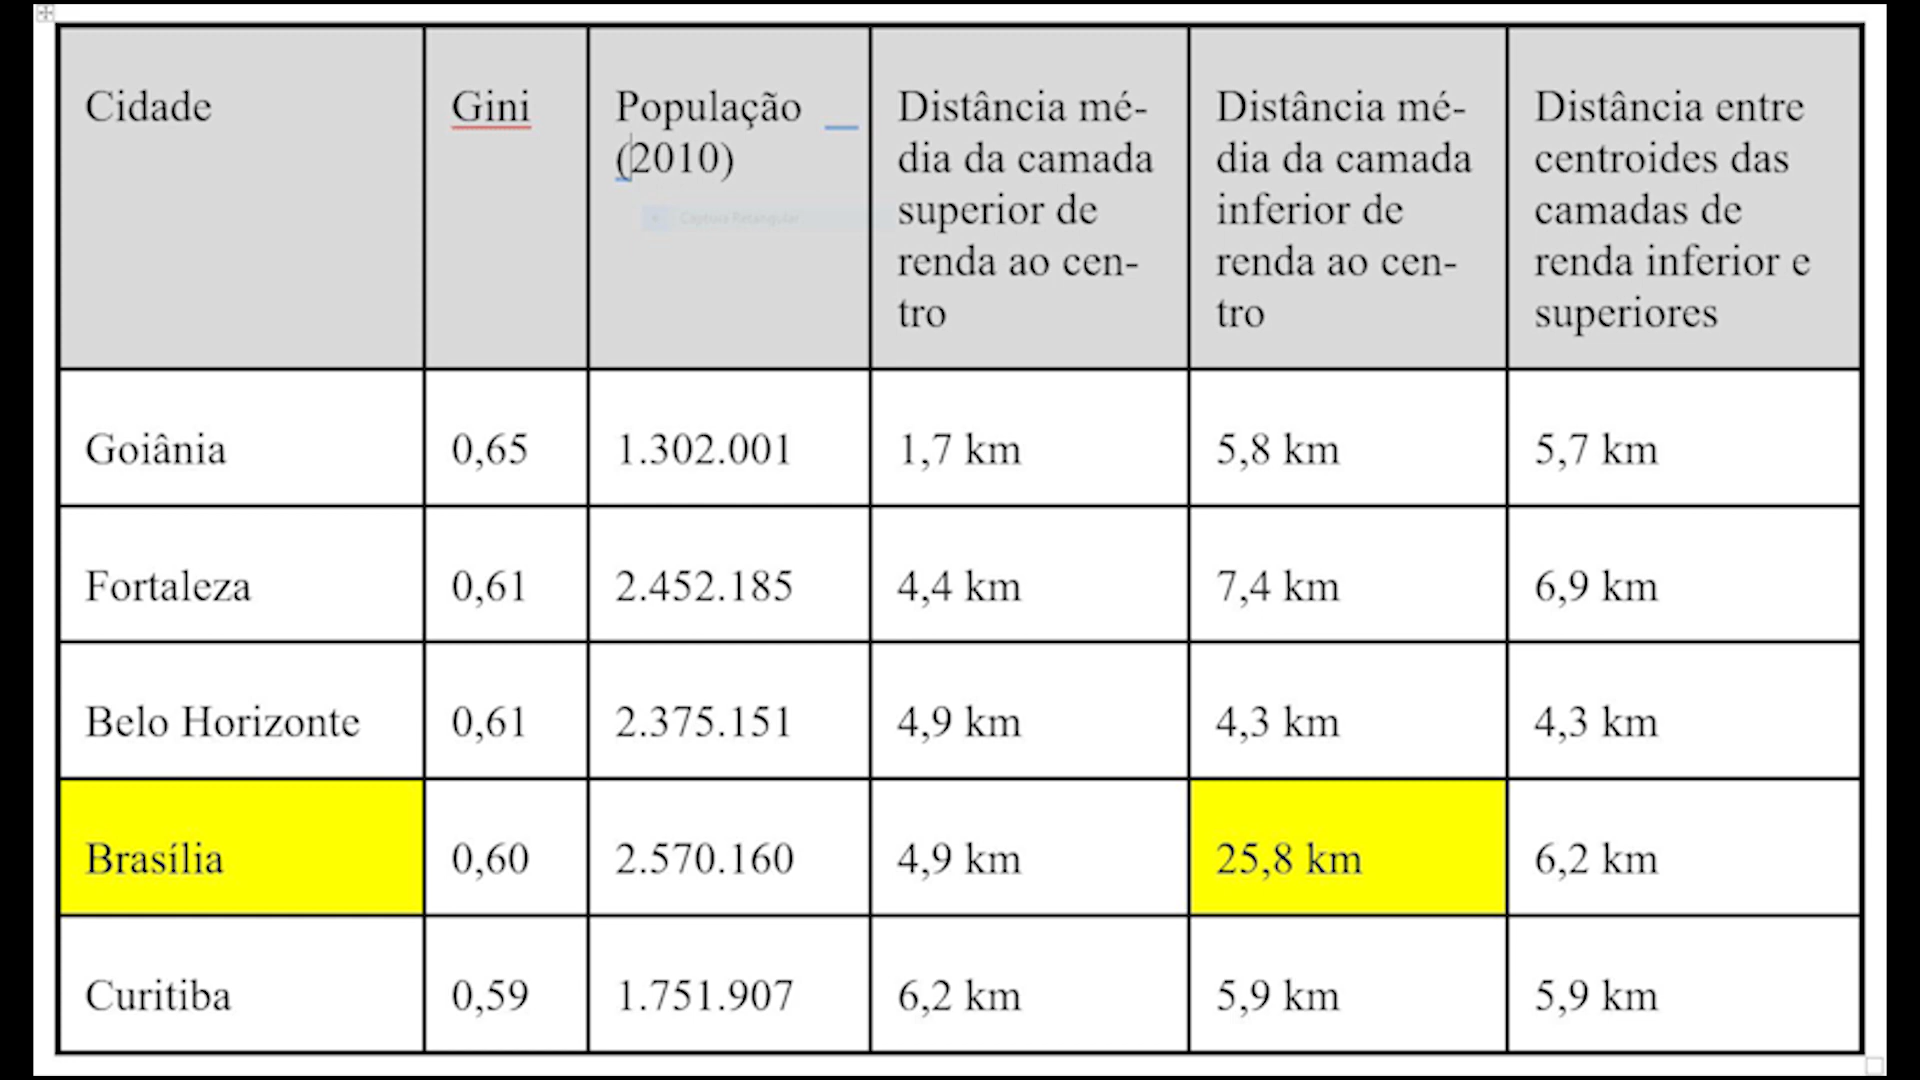 Cidade
Gini
População
(2010)
Distância mé-
dia da camada
superior de
renda ao cen-
tro
Distância mé-
dia da camada
inferior de
renda ao cen-
tro
Distância entre
centroides das
camadas de
renda inferior e
superiores
Captura Retangular
Goiânia 0,65 1.302.001 1,7 km 5,8 km 5,7 km
Fortaleza 0,61 2.452.185 4,4 km 7,4 km 6,9 km
Belo Horizonte 0,61 2.375.151 4,9 km 4,3 km 4,3 km
Brasília 0,60 2.570.160 4,9 km 25,8 km 6,2 km
Curitiba 0,59 1.751.907 6,2 km 5,9 km 5,9 km